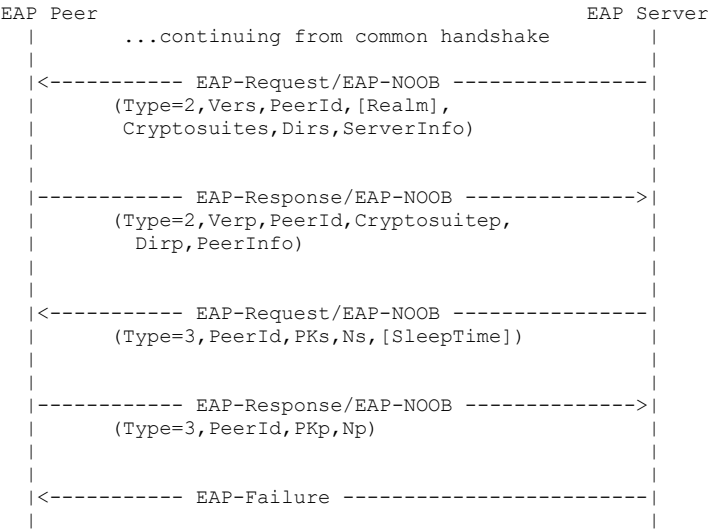 EAP Peer                                        EAP Server
  |         ...continuing from common handshake         |
  |                                                     |
  |<----------- EAP-Request/EAP-NOOB ----------------|
  |        (Type=2,Vers,PeerId,[Realm],                 |
  |         Cryptosuites,Dirs,ServerInfo)               |
  |                                                     |
  |                                                     |
  |------------ EAP-Response/EAP-NOOB -------------->|
  |        (Type=2,Verp,PeerId,Cryptosuitep,            |
  |          Dirp,PeerInfo)                             |
  |                                                     |
  |                                                     |
  |<----------- EAP-Request/EAP-NOOB ----------------|
  |        (Type=3,PeerId,PKs,Ns,[SleepTime])           |
  |                                                     |
  |                                                     |
  |------------ EAP-Response/EAP-NOOB -------------->|
  |        (Type=3,PeerId,PKp,Np)                       |
  |                                                     |
  |                                                     |
  |<----------- EAP-Failure -------------------------|
  |                                                     |